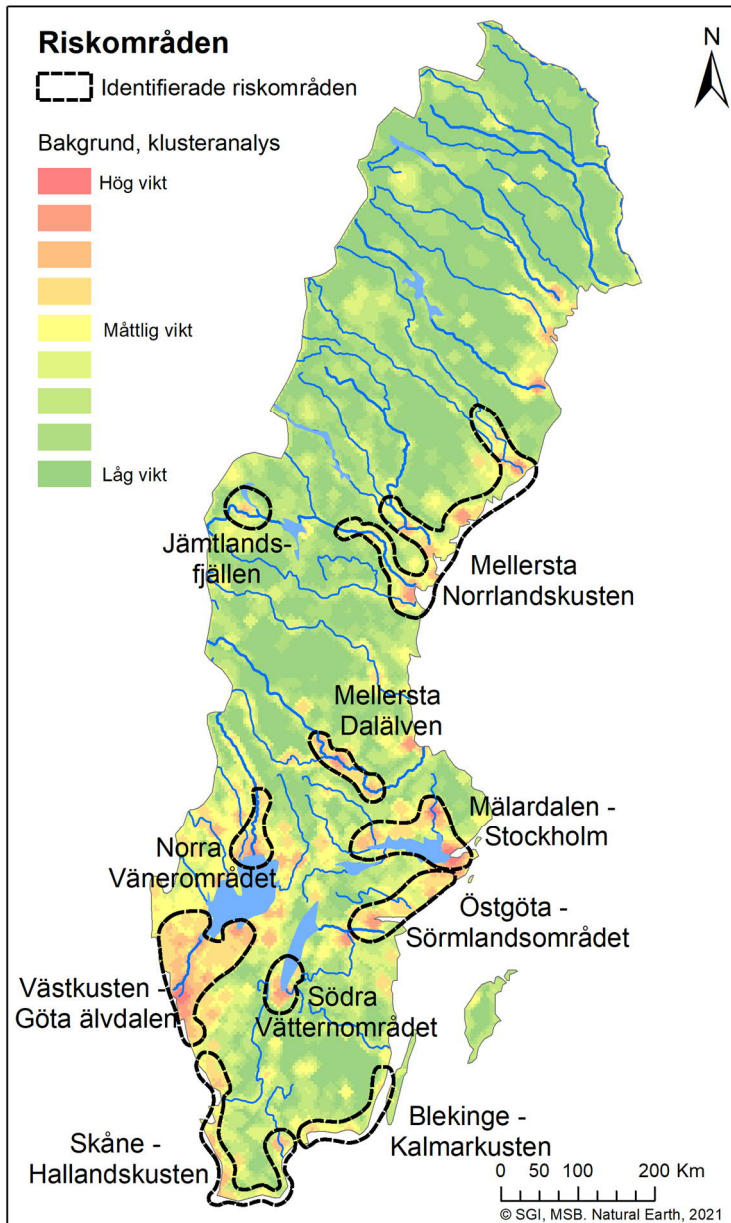 Riskområden
N
Identifierade riskområden
Bakgrund, klusteranalys
Hög vikt
Måttlig vikt
Låg vikt
Jämtlands-
fjällen
Mellersta
Norrlandskusten
Mellersta
Dalälven
Mälardalen -
Stockholm
Norra
Vänerområdet
Östgöta -
Sörmlandsområdet
Västkusten -
Göta älvdalen
Södra
Vätternområdet
Blekinge -
Kalmarkusten
Skåne -
Hallandskusten
0 50 100 200 Km
© SGI, MSB. Natural Earth, 2021